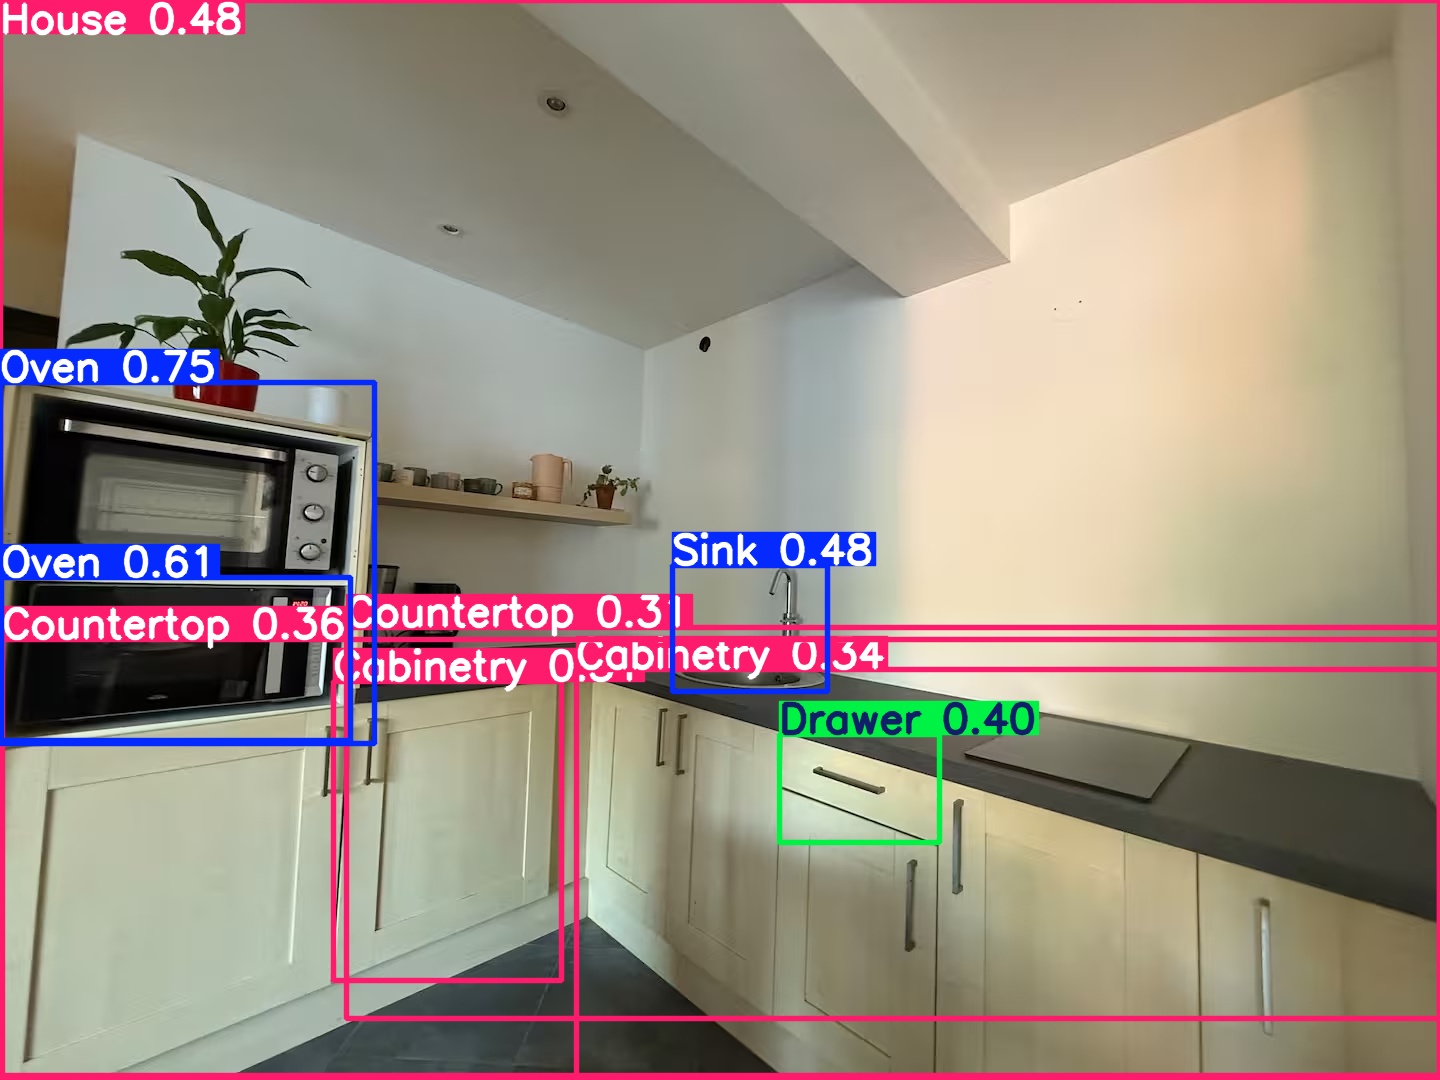 House 0.48
Oven 0.75
Sink 0.48
Oven 0.61
Countertop 0.31
Countertop 0.36
Cabinetry 0.34
Cabinetry
Drawer 0.40